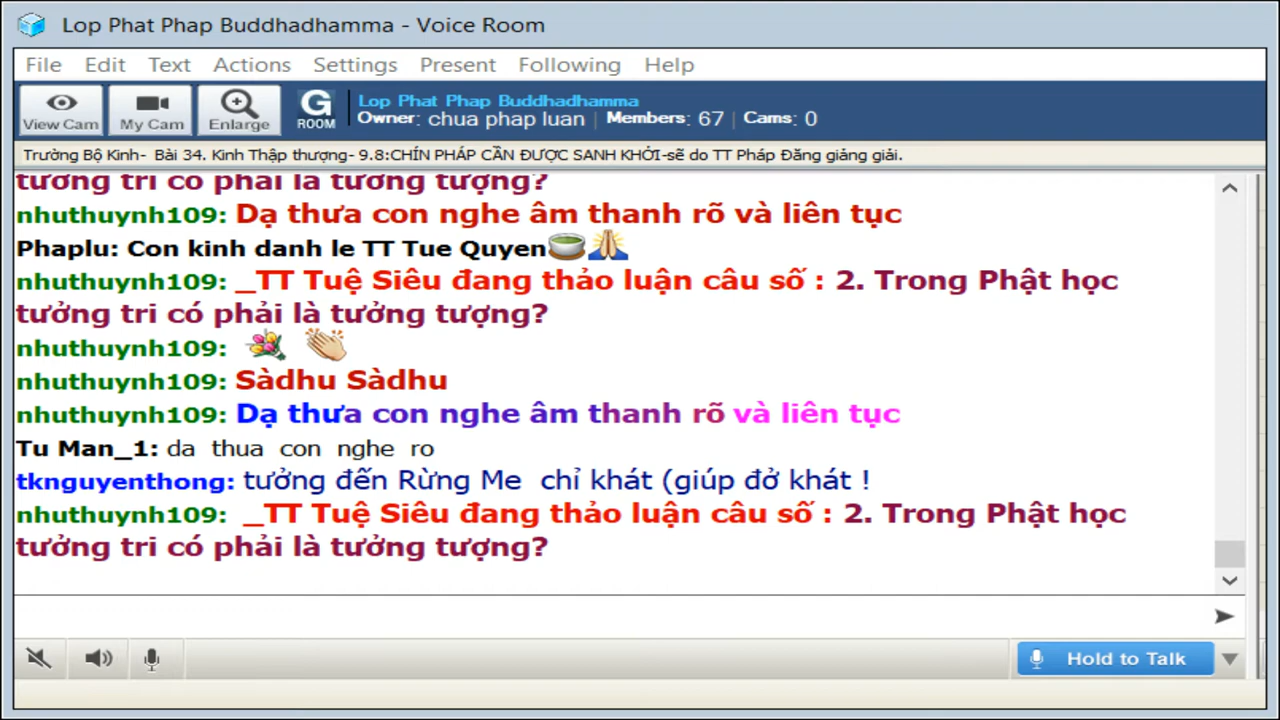 Lop Phat Phap Buddhadhamma - Voice Room
File Edit Text Actions Settings Present Following Help
View Cam My Cam Enlarge G ROOM
Lop Phat Phap Buddhadhamma
Owner: chua phap luan | Members: 67 | Cams: 0
Trường Bộ Kinh- Bài 34. Kinh Thập thượng- 9.8:CHÍN PHÁP CẦN ĐƯỢC SANH KHỞI-sẽ do TT Pháp Đăng giảng giải.
tưởng tri có phải là tưởng tượng?
nhuthuynh109: Dạ thưa con nghe âm thanh rõ và liên tục
Phaplu: Con kinh danh le TT Tue Quyen
nhuthuynh109: _TT Tuệ Siêu đang thảo luận câu số : 2. Trong Phật học
tưởng tri có phải là tưởng tượng?
nhuthuynh109:
nhuthuynh109: Sàdhu Sàdhu
nhuthuynh109: Dạ thưa con nghe âm thanh rõ và liên tục
Tu Man_1: da thua con nghe ro
tknguyenthong: tưởng đến Rừng Me chỉ khát (giúp đở khát !
nhuthuynh109: _TT Tuệ Siêu đang thảo luận câu số : 2. Trong Phật học
tưởng tri có phải là tưởng tượng?
Hold to Talk